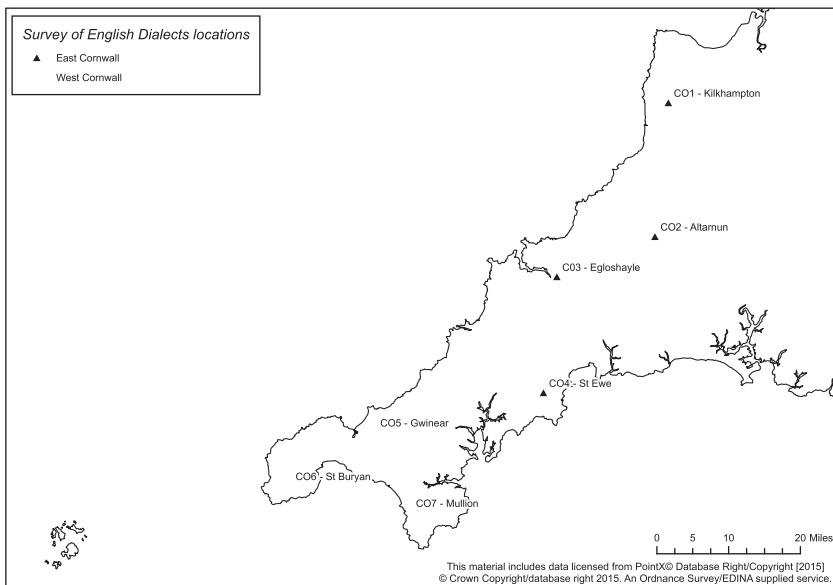 Survey of English Dialects locations
East Cornwall
West Cornwall
CO1 - Kilkhampton
CO2 - Altarnun
C03 - Egloshayle
CO4 - St Ewe
CO5 - Gwinear
CO6 - St Buryan
CO7 - Mullion
0 5 10 20 Miles
This material includes data licensed from PointX© Database Right/Copyright [2015]
© Crown Copyright/database right 2015. An Ordnance Survey/EDINA supplied service.